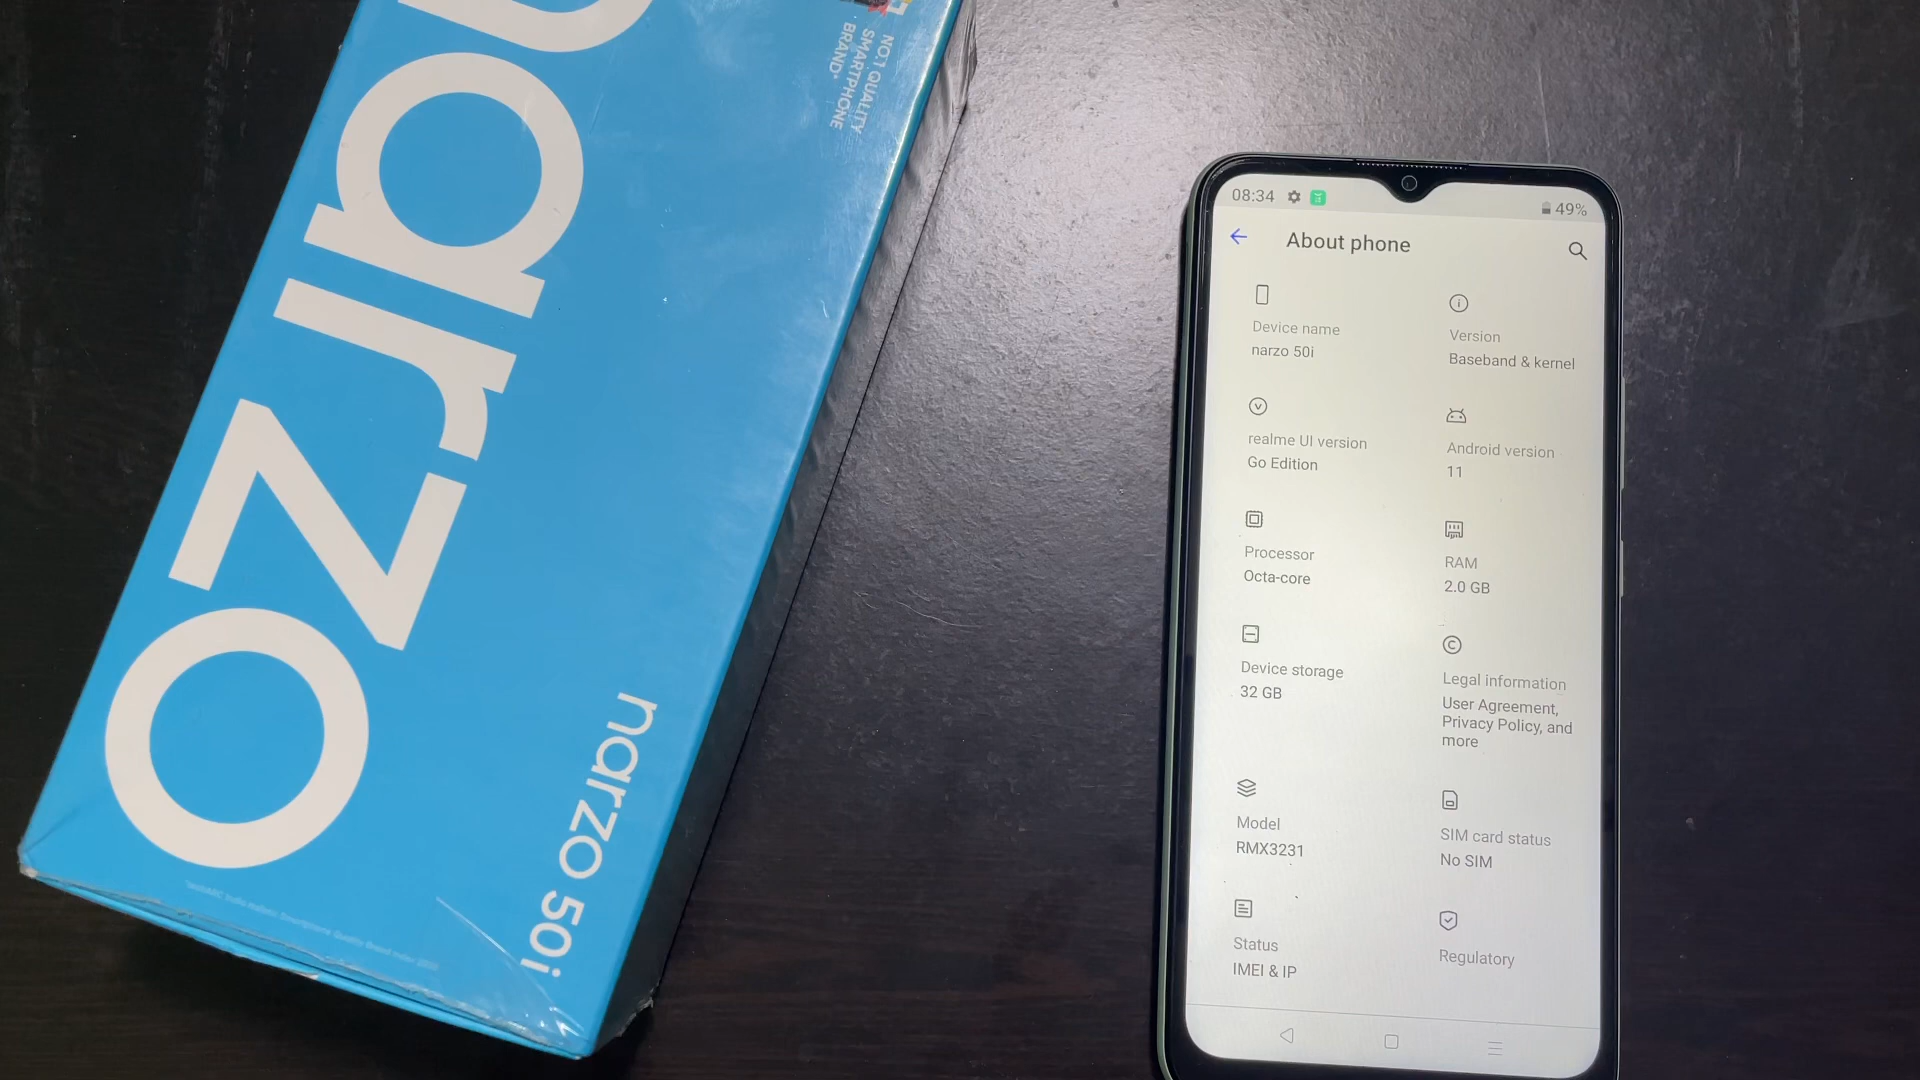 narzo
NO.1 QUALITY
SMARTPHONE
BRAND*
narzo 50i
08:34
49%
About phone
Device name
narzo 50i
Version
Baseband & kernel
realme UI version
Go Edition
Android version
11
Processor
Octa-core
RAM
2.0 GB
Device storage
32 GB
Legal information
User Agreement,
Privacy Policy, and
more
Model
RMX3231
SIM card status
No SIM
Status
IMEI & IP
Regulatory